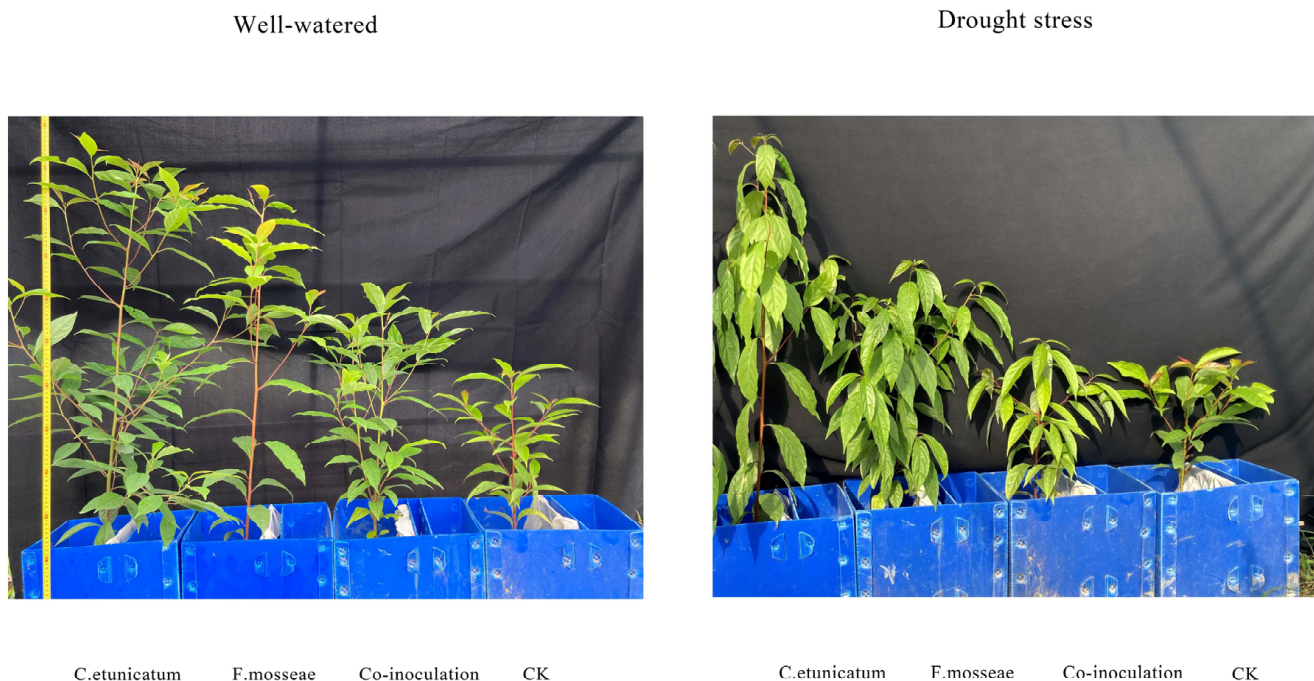 Well-watered
Drought stress
C.etunicatum F.mosseae Co-inoculation CK
C.etunicatum F.mosseae Co-inoculation CK